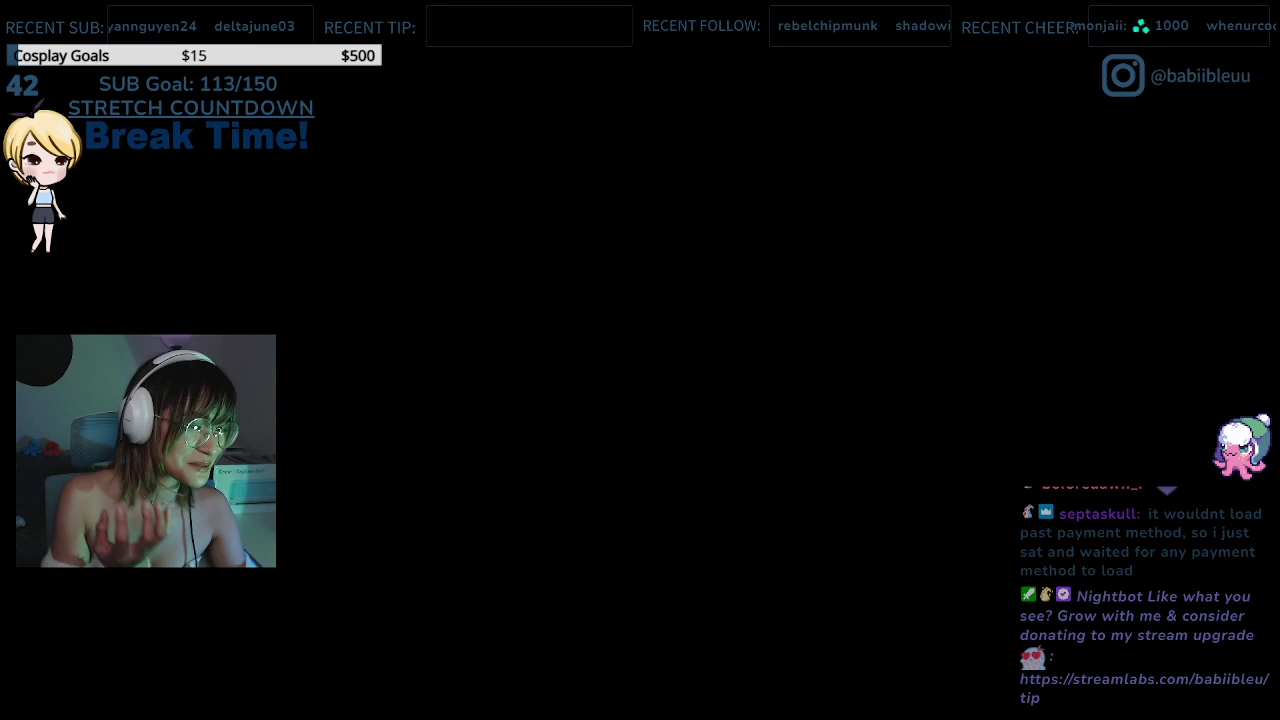 RECENT SUB: yannguyen24 deltajune03 RECENT TIP: RECENT FOLLOW: rebelchipmunk shadowi RECENT CHEER: monjaii: 1000 whenurcoo
Cosplay Goals $15 $500
@babiibleuu
42 SUB Goal: 113/150
STRETCH COUNTDOWN
Break Time!
septaskull: it wouldnt load
past payment method, so i just
sat and waited for any payment
method to load
Nightbot Like what you
see? Grow with me & consider
donating to my stream upgrade
:
https://streamlabs.com/babiibleu/
tip